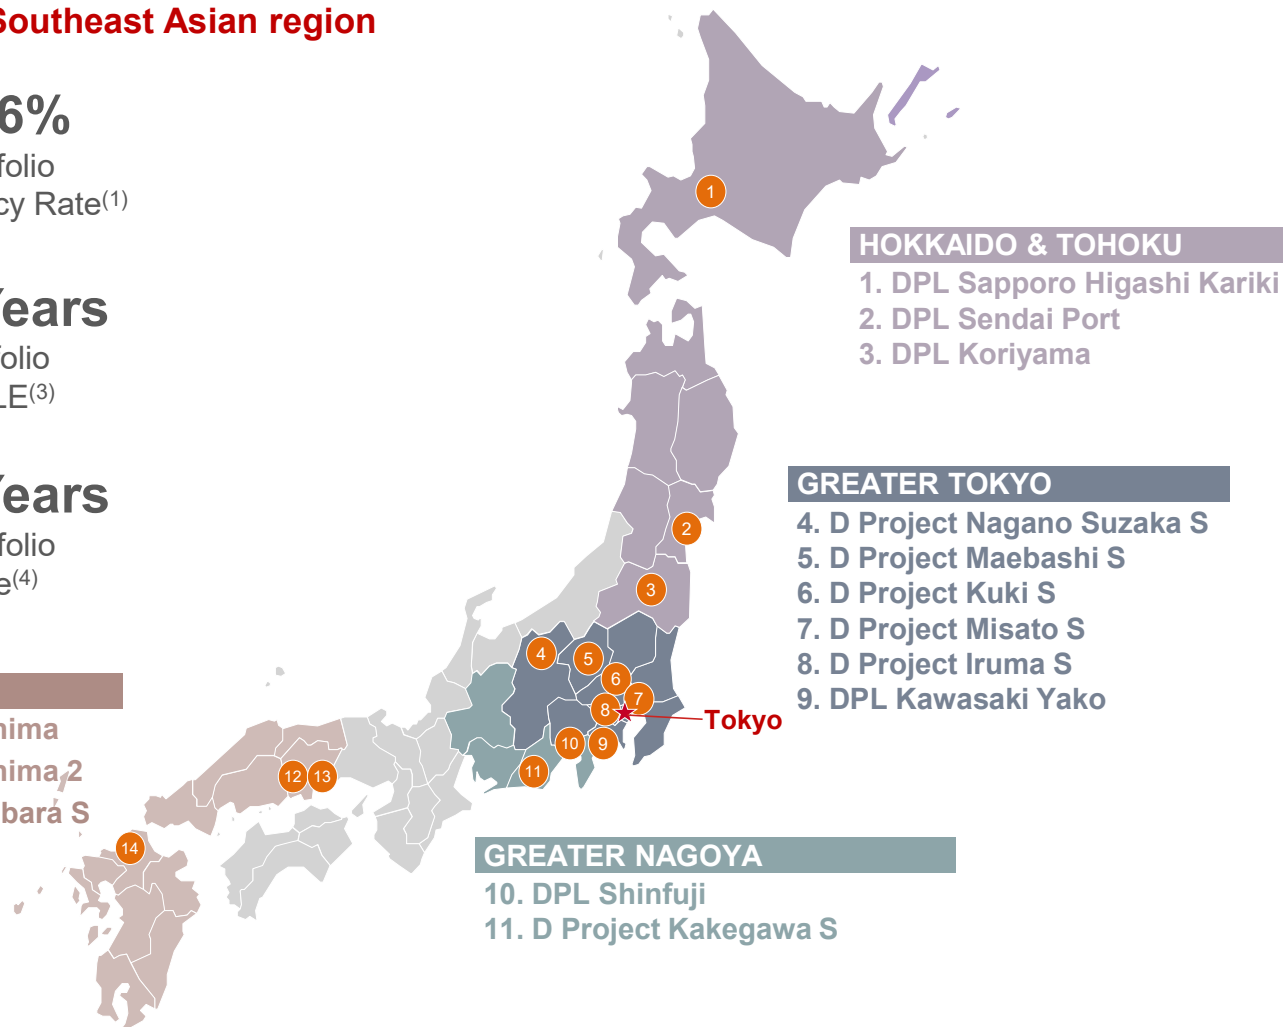 Southeast Asian region
6%
folio
cy Rate(1)
Years
folio
LE(3)
Years
folio
e(4)
hima
hima 2
bara S
HOKKAIDO & TOHOKU
1. DPL Sapporo Higashi Kariki
2. DPL Sendai Port
3. DPL Koriyama
GREATER TOKYO
4. D Project Nagano Suzaka S
5. D Project Maebashi S
6. D Project Kuki S
7. D Project Misato S
8. D Project Iruma S
9. DPL Kawasaki Yako
Tokyo
GREATER NAGOYA
10. DPL Shinfuji
11. D Project Kakegawa S
1
2
3
4
5
6
7
8
9
10
11
12
13
14